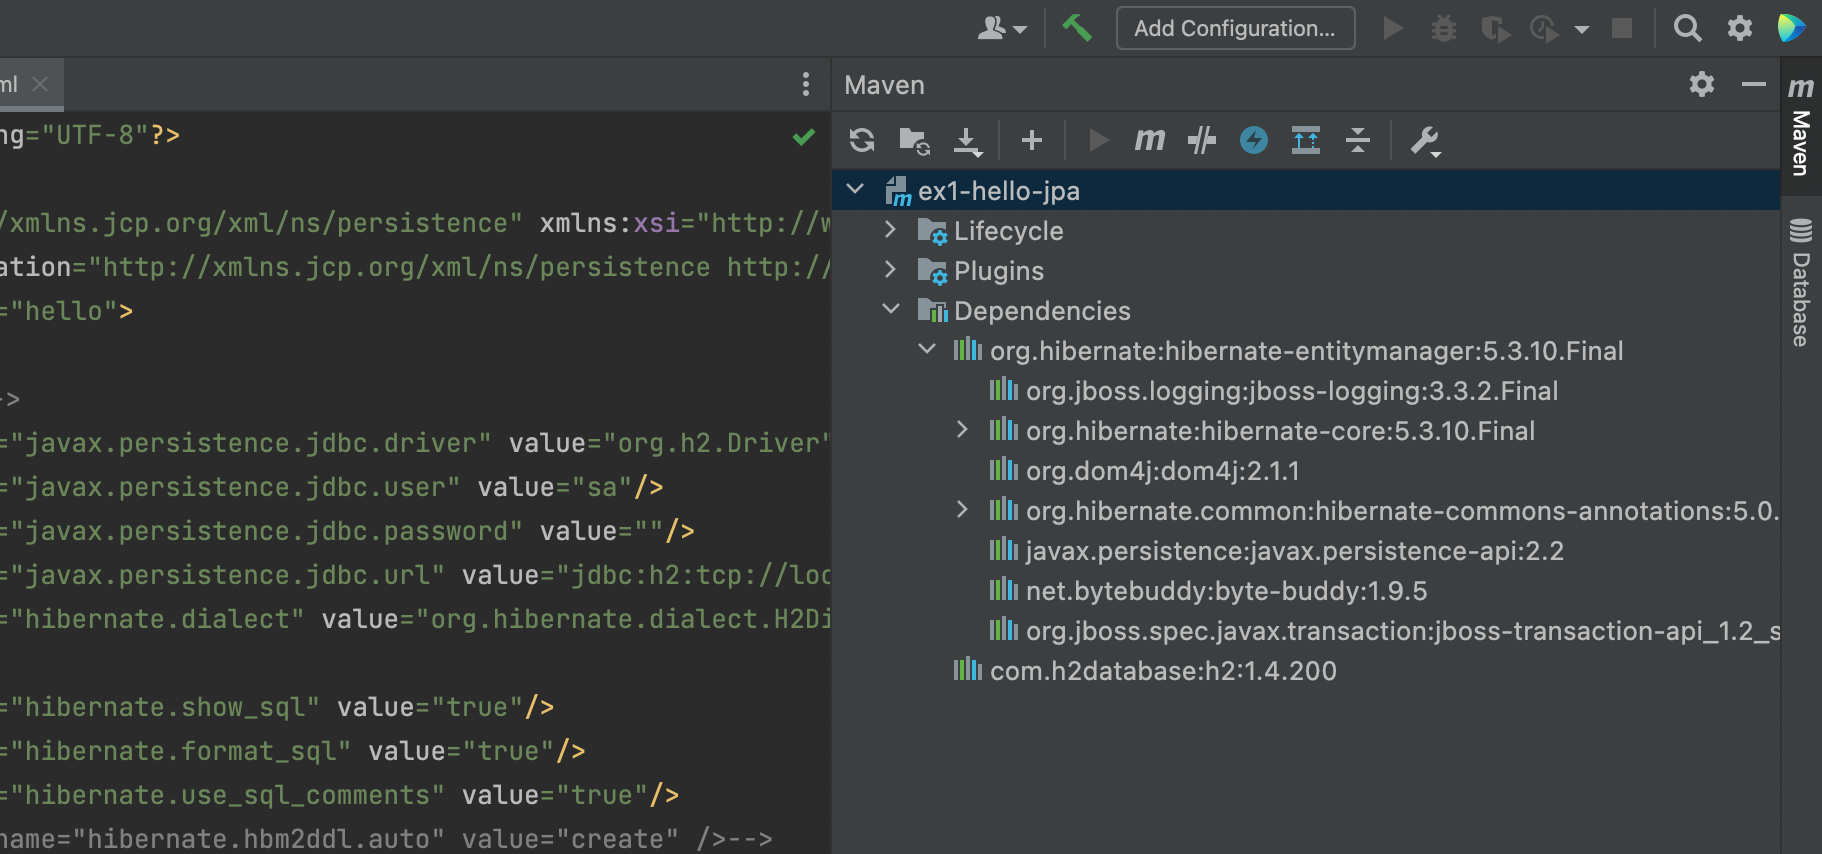 Add Configuration...
ml
Maven
ng="UTF-8"?>
/xmlns.jcp.org/xml/ns/persistence" xmlns:xsi="http://w
ation="http://xmlns.jcp.org/xml/ns/persistence http://
="hello">
->
="javax.persistence.jdbc.driver" value="org.h2.Driver"
="javax.persistence.jdbc.user" value="sa"/>
="javax.persistence.jdbc.password" value=""/>
="javax.persistence.jdbc.url" value="jdbc:h2:tcp://loc
="hibernate.dialect" value="org.hibernate.dialect.H2Di
="hibernate.show_sql" value="true"/>
="hibernate.format_sql" value="true"/>
="hibernate.use_sql_comments" value="true"/>
name="hibernate.hbm2ddl.auto" value="create" />-->
m
ex1-hello-jpa
Lifecycle
Plugins
Dependencies
org.hibernate:hibernate-entitymanager:5.3.10.Final
org.jboss.logging:jboss-logging:3.3.2.Final
org.hibernate:hibernate-core:5.3.10.Final
org.dom4j:dom4j:2.1.1
org.hibernate.common:hibernate-commons-annotations:5.0.
javax.persistence:javax.persistence-api:2.2
net.bytebuddy:byte-buddy:1.9.5
org.jboss.spec.javax.transaction:jboss-transaction-api_1.2_s
com.h2database:h2:1.4.200
m
Maven
Database